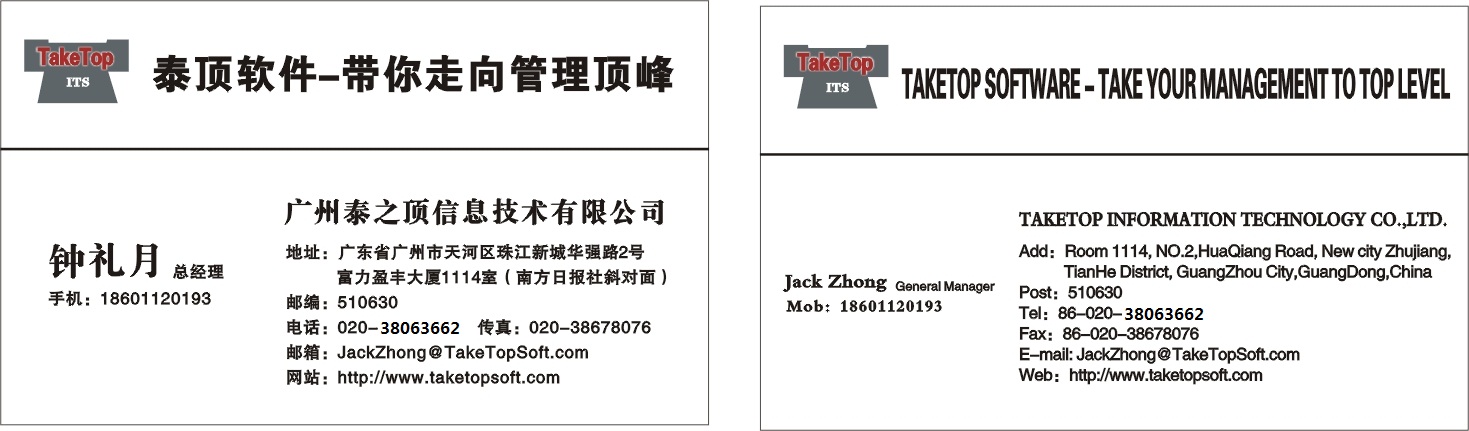 TakeTop
ITS
泰顶软件-带你走向管理顶峰
广州泰之顶信息技术有限公司
钟礼月 总经理
手机：18601120193
地址：广东省广州市天河区珠江新城华强路2号
富力盈丰大厦1114室（南方日报社斜对面）
邮编：510630
电话：020-38063662 传真：020-38678076
邮箱：JackZhong@TakeTopSoft.com
网站：http://www.taketopsoft.com
TakeTop
ITS
TAKETOP SOFTWARE - TAKE YOUR MANAGEMENT TO TOP LEVEL
TAKETOP INFORMATION TECHNOLOGY CO.,LTD.
Jack Zhong General Manager
Mob: 18601120193
Add: Room 1114, NO.2,HuaQiang Road, New city Zhujiang,
TianHe District, GuangZhou City,GuangDong,China
Post: 510630
Tel: 86-020-38063662
Fax: 86-020-38678076
E-mail: JackZhong@TakeTopSoft.com
Web: http://www.taketopsoft.com